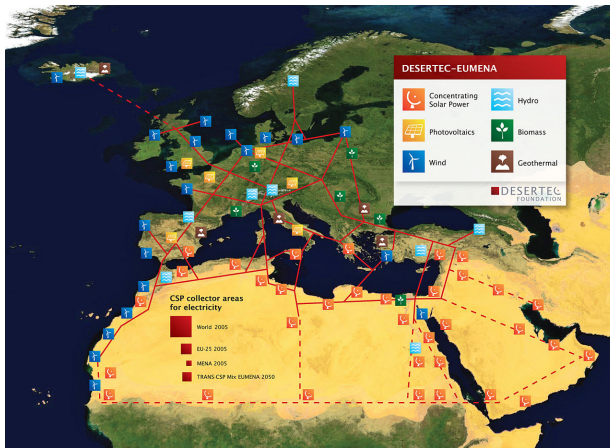 DESERTEC-EUMENA
Concentrating
Solar Power
Hydro
Photovoltaics
Biomass
Wind
Geothermal
DESERTEC
FOUNDATION
CSP collector areas
for electricity
World 2005
EU-25 2005
MENA 2005
TRANS-CSP Mix EUMENA 2050